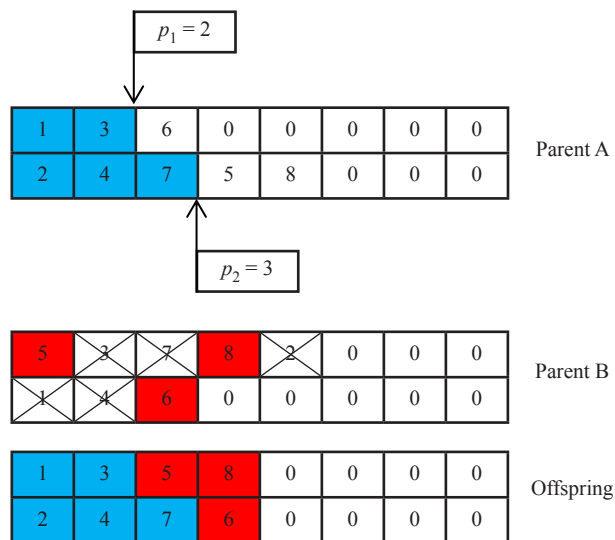 p1 = 2
1 3 6 0 0 0 0 0
Parent A
2 4 7 5 8 0 0 0
p2 = 3
5 3 7 8 2 0 0 0
Parent B
1 4 6 0 0 0 0 0
1 3 5 8 0 0 0 0
Offspring
2 4 7 6 0 0 0 0